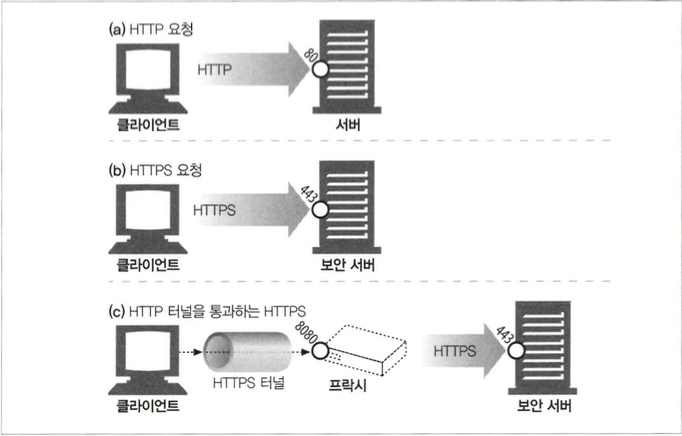 (a) HTTP 요청
HTTP
80
클라이언트
서버
(b) HTTPS 요청
HTTPS
443
클라이언트
보안 서버
(c) HTTP 터널을 통과하는 HTTPS
8080
HTTPS
443
HTTPS 터널
프락시
클라이언트
보안 서버